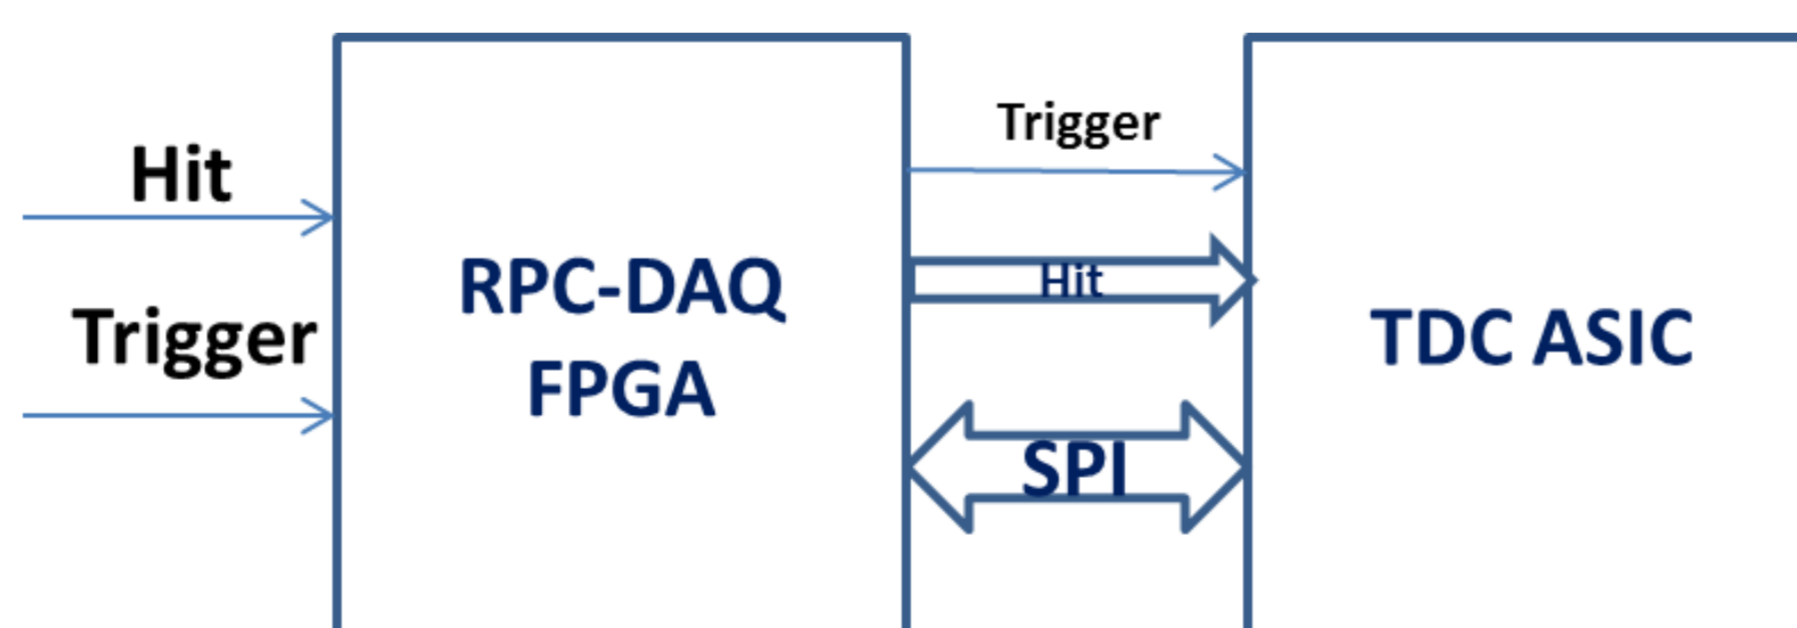 Hit
Trigger
RPC-DAQ
FPGA
Trigger
Hit
SPI
TDC ASIC